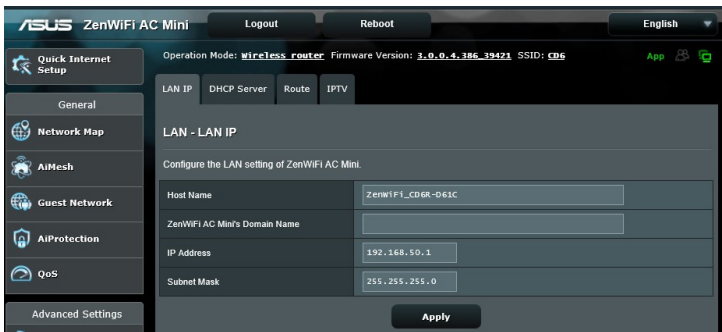 ASUS ZenWiFi AC Mini Logout Reboot English
Quick Internet Setup
Operation Mode: Wireless router Firmware Version: 3.0.0.4.386_39421 SSID: CD6 App
General
Network Map
AiMesh
Guest Network
AiProtection
QoS
Advanced Settings
LAN IP DHCP Server Route IPTV
LAN - LAN IP
Configure the LAN setting of ZenWiFi AC Mini.
Host Name ZenWiFi_CD6R-D61C
ZenWiFi AC Mini's Domain Name
IP Address 192.168.50.1
Subnet Mask 255.255.255.0
Apply